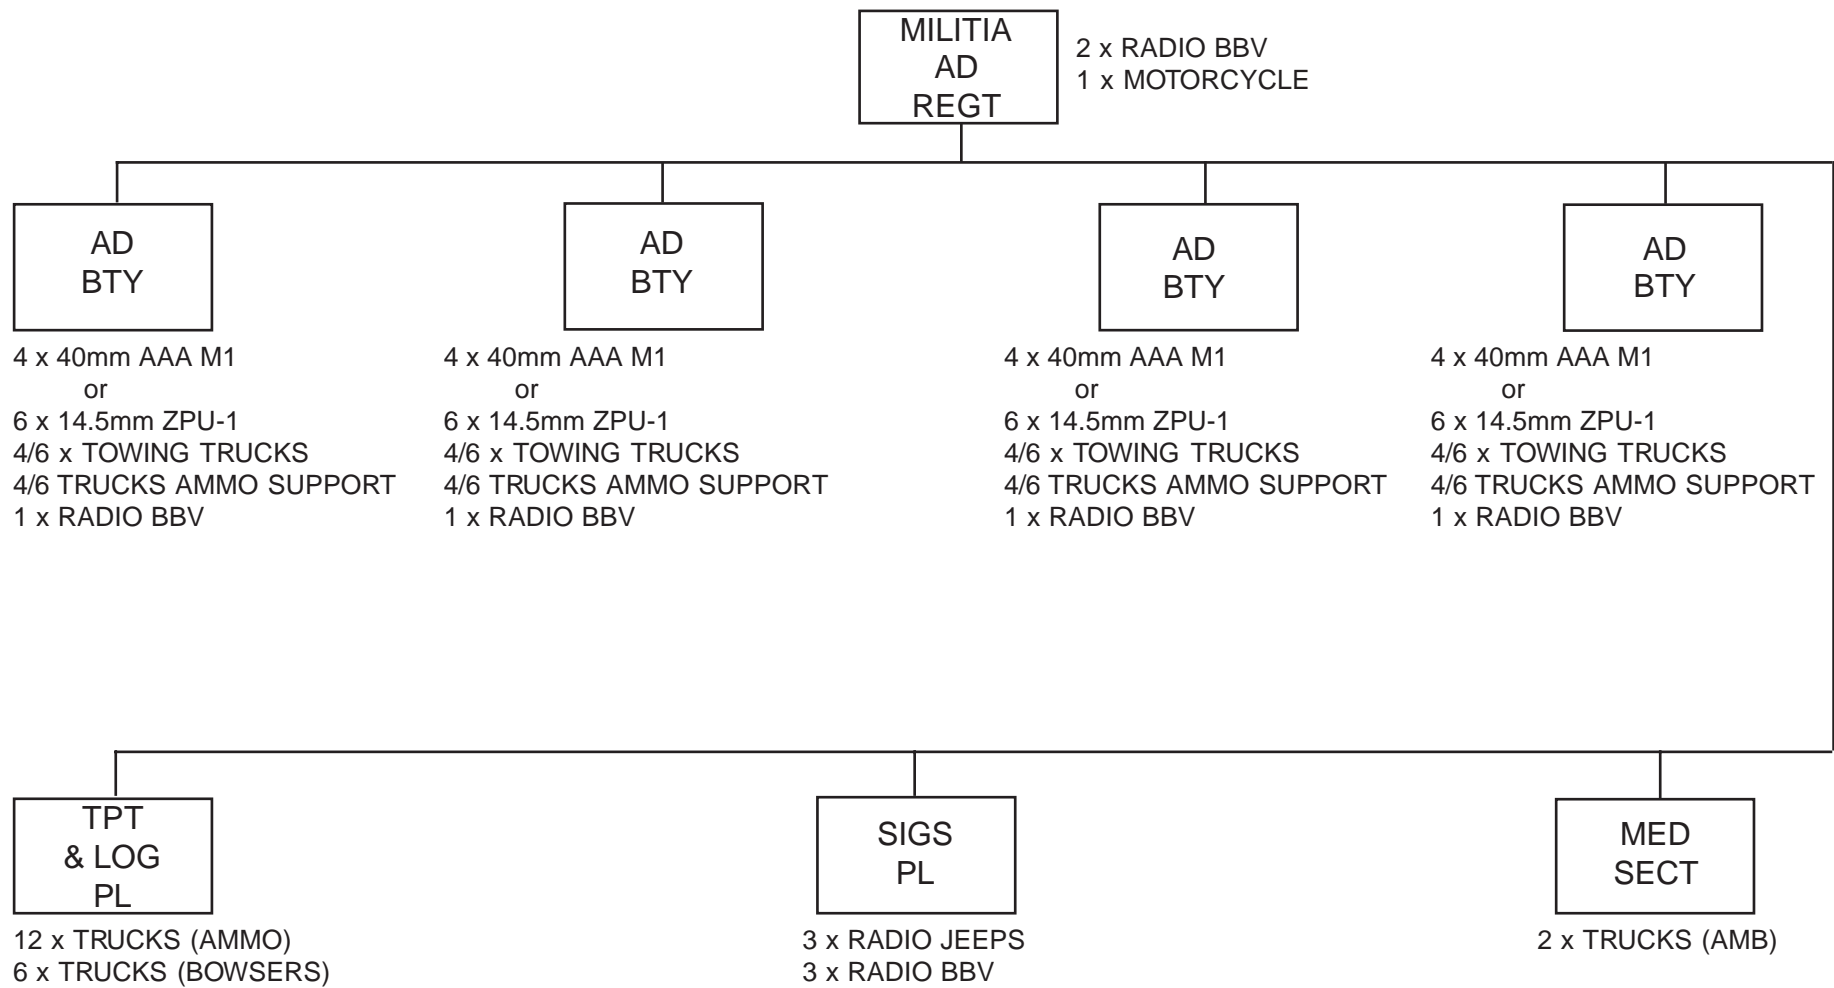 MILITIA
AD
REGT
2 x RADIO BBV
1 x MOTORCYCLE
AD
BTY
4 x 40mm AAA M1
or
6 x 14.5mm ZPU-1
4/6 x TOWING TRUCKS
4/6 TRUCKS AMMO SUPPORT
1 x RADIO BBV
AD
BTY
4 x 40mm AAA M1
or
6 x 14.5mm ZPU-1
4/6 x TOWING TRUCKS
4/6 TRUCKS AMMO SUPPORT
1 x RADIO BBV
AD
BTY
4 x 40mm AAA M1
or
6 x 14.5mm ZPU-1
4/6 x TOWING TRUCKS
4/6 TRUCKS AMMO SUPPORT
1 x RADIO BBV
AD
BTY
4 x 40mm AAA M1
or
6 x 14.5mm ZPU-1
4/6 x TOWING TRUCKS
4/6 TRUCKS AMMO SUPPORT
1 x RADIO BBV
TPT
& LOG
PL
12 x TRUCKS (AMMO)
6 x TRUCKS (BOWSERS)
SIGS
PL
3 x RADIO JEEPS
3 x RADIO BBV
MED
SECT
2 x TRUCKS (AMB)